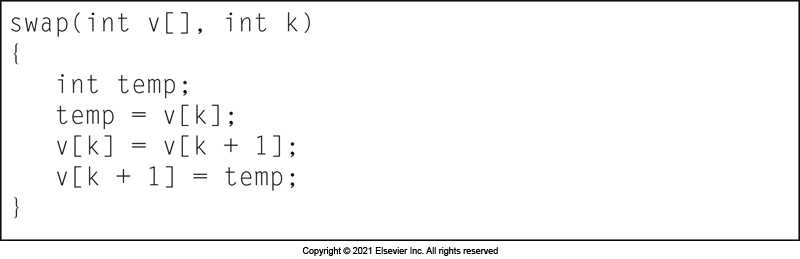 swap(int v[], int k)
{
   int temp;
   temp = v[k];
   v[k] = v[k + 1];
   v[k + 1] = temp;
}
Copyright © 2021 Elsevier Inc. All rights reserved